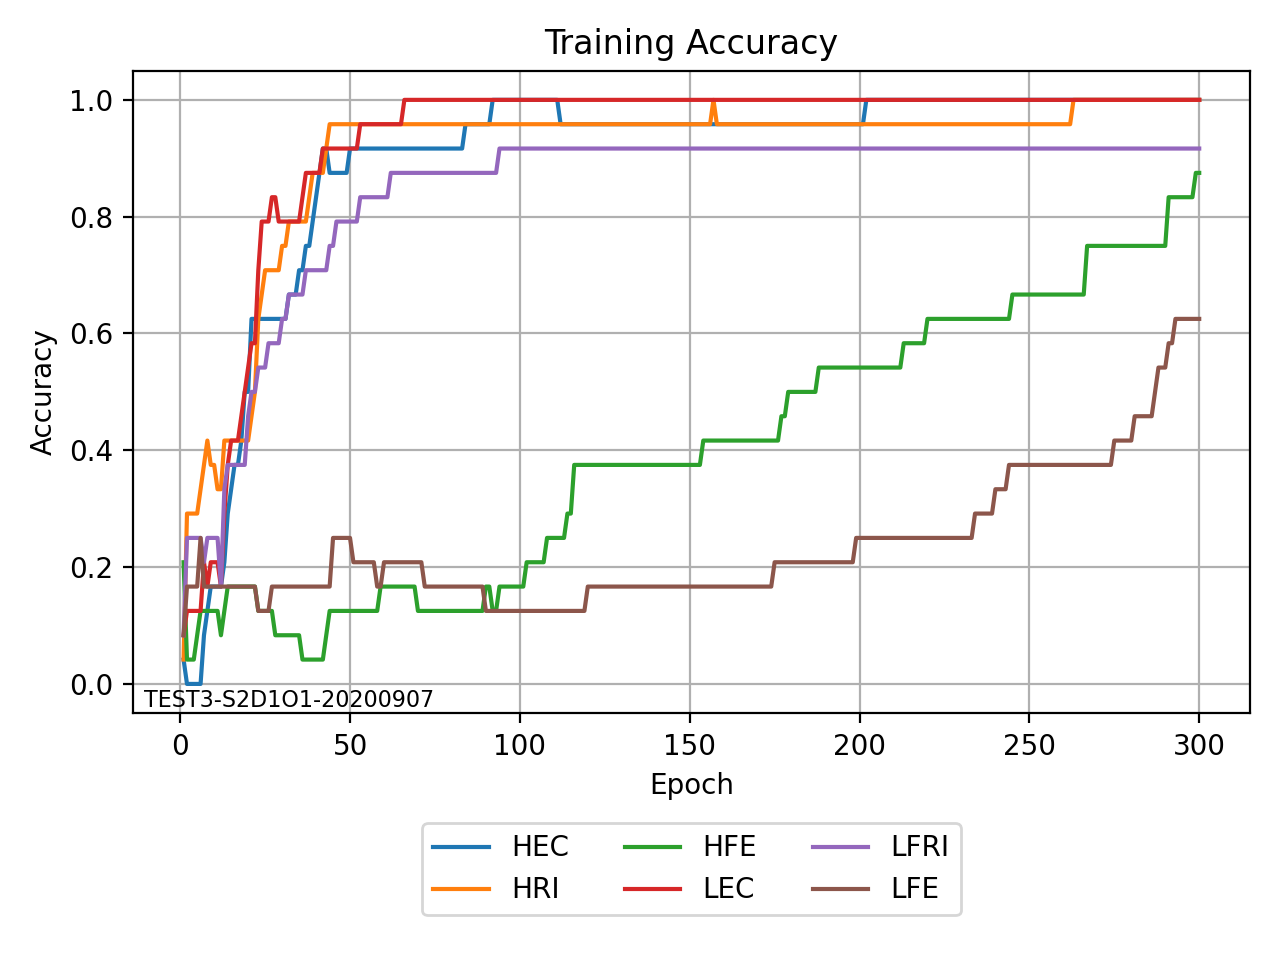 Training Accuracy
1.0
0.8
0.6
0.4
0.2
0.0
Accuracy
TEST3-S2D1O1-20200907
0 50 100 150 200 250 300
Epoch
HEC HFE LFRI
HRI LEC LFE